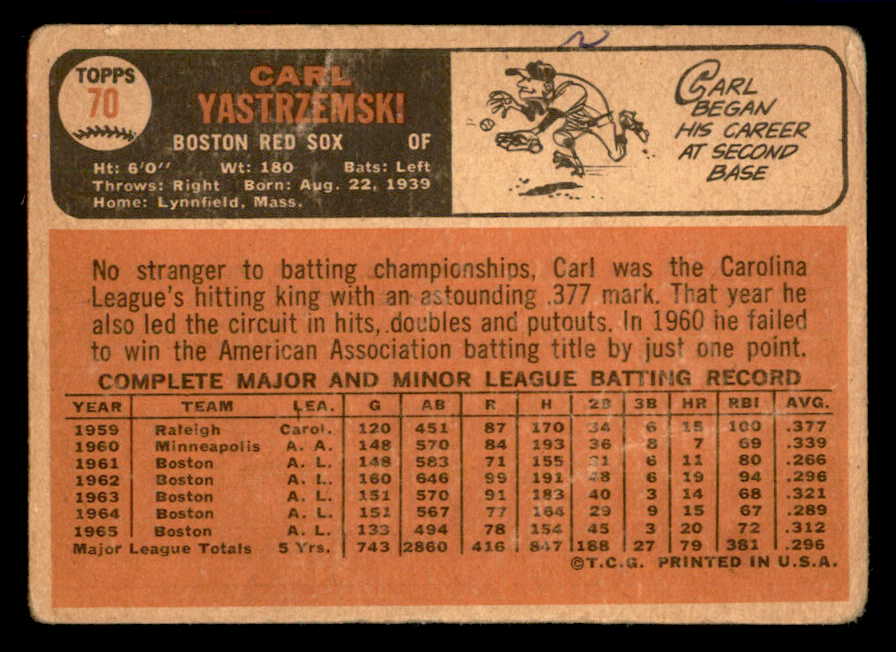 TOPPS
70
CARL
YASTRZEMSKI
BOSTON RED SOX OF
Ht: 6'0" Wt: 180 Bats: Left
Throws: Right Born: Aug. 22, 1939
Home: Lynnfield, Mass.
CARL
BEGAN
HIS CAREER
AT SECOND
BASE
No stranger to batting championships, Carl was the Carolina
League's hitting king with an astounding .377 mark. That year he
also led the circuit in hits, doubles and putouts. In 1960 he failed
to win the American Association batting title by just one point.
COMPLETE MAJOR AND MINOR LEAGUE BATTING RECORD
YEAR TEAM LEA. G AB R H 2B 3B HR RBI AVG.
1959 Raleigh Carol. 120 451 87 170 34 6 15 100 .377
1960 Minneapolis A. A. 148 570 84 193 36 8 7 69 .339
1961 Boston A. L. 148 583 71 155 31 6 11 80 .266
1962 Boston A. L. 160 646 99 191 48 6 19 94 .296
1963 Boston A. L. 151 570 91 183 40 3 14 68 .321
1964 Boston A. L. 151 567 77 164 29 9 15 67 .289
1965 Boston A. L. 133 494 78 154 45 3 20 72 .312
Major League Totals 5 Yrs. 743 2860 416 847 188 27 79 381 .296
©T.C.G. PRINTED IN U.S.A.